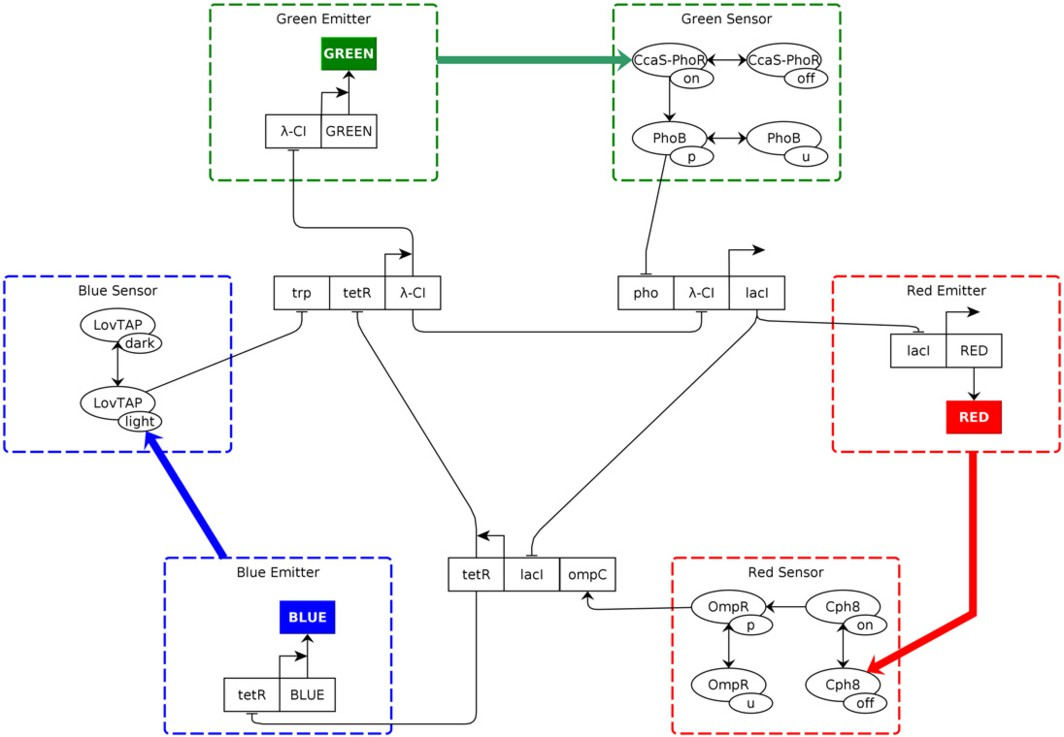 Green Emitter
GREEN
λ-CI GREEN
Green Sensor
CcaS-PhoR CcaS-PhoR
on off
PhoB PhoB
p u
Blue Sensor
LovTAP
dark
LovTAP
light
trp tetR λ-CI
pho λ-CI lacI
Red Emitter
lacI RED
RED
Blue Emitter
BLUE
tetR BLUE
tetR lacI ompC
Red Sensor
OmpR Cph8
p on
OmpR Cph8
u off